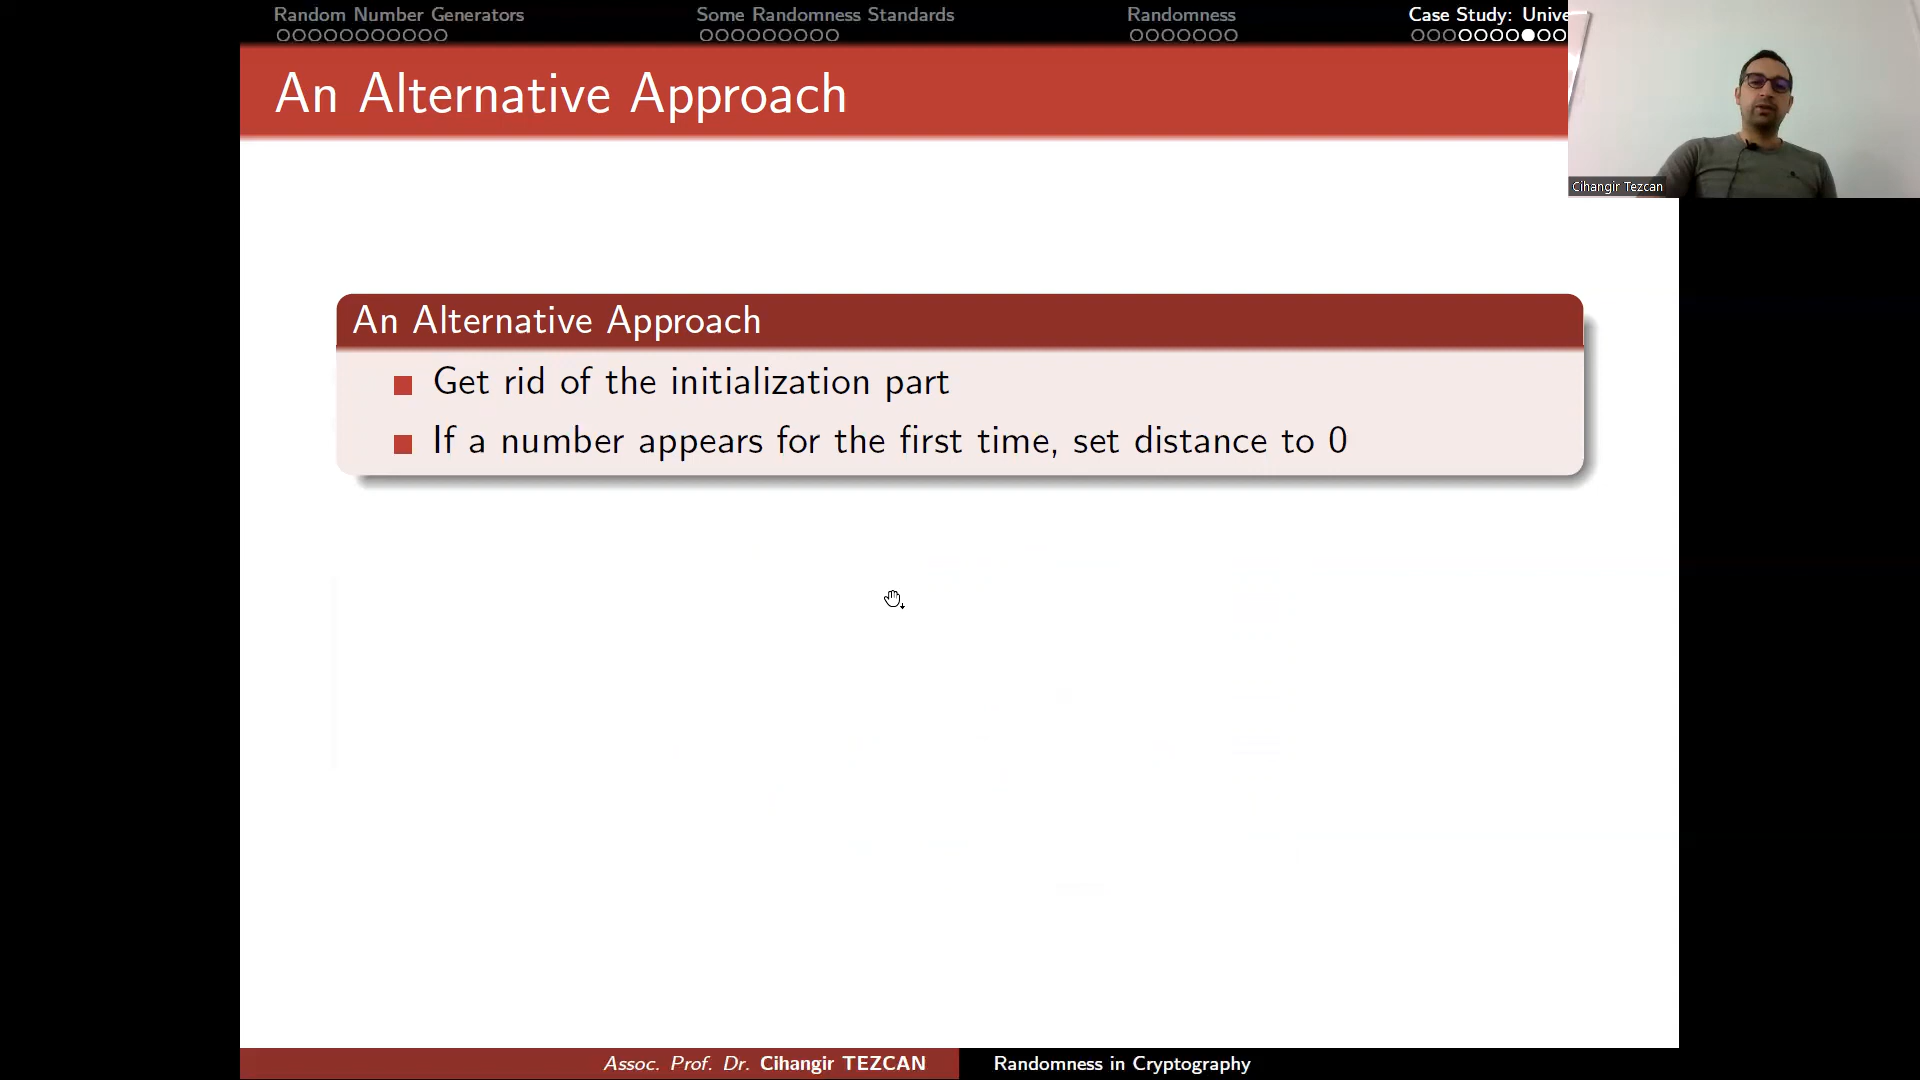 Random Number Generators
Some Randomness Standards
Randomness
Case Study: Unive
An Alternative Approach
Cihangir Tezcan
An Alternative Approach
Get rid of the initialization part
If a number appears for the first time, set distance to 0
Assoc. Prof. Dr. Cihangir TEZCAN
Randomness in Cryptography